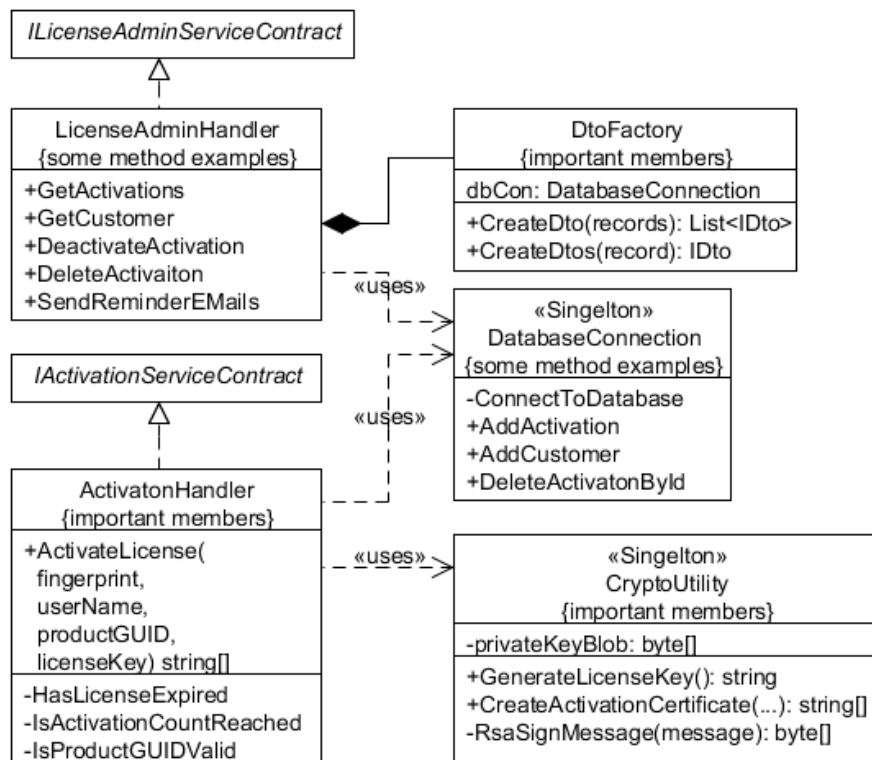 ILicenseAdminServiceContract
LicenseAdminHandler
{some method examples}
+GetActivations
+GetCustomer
+DeactivateActivation
+DeleteActivaiton
+SendReminderEMails
DtoFactory
{important members}
dbCon: DatabaseConnection
+CreateDto(records): List<IDto>
+CreateDtos(record): IDto
«uses»
«Singelton»
DatabaseConnection
{some method examples}
-ConnectToDatabase
+AddActivation
+AddCustomer
+DeleteActivatonById
IActivationServiceContract
«uses»
ActivatonHandler
{important members}
+ActivateLicense(
fingerprint,
userName,
productGUID,
licenseKey) string[]
-HasLicenseExpired
-IsActivationCountReached
-IsProductGUIDValid
«uses»
«Singelton»
CryptoUtility
{important members}
-privateKeyBlob: byte[]
+GenerateLicenseKey(): string
+CreateActivationCertificate(...): string[]
-RsaSignMessage(message): byte[]